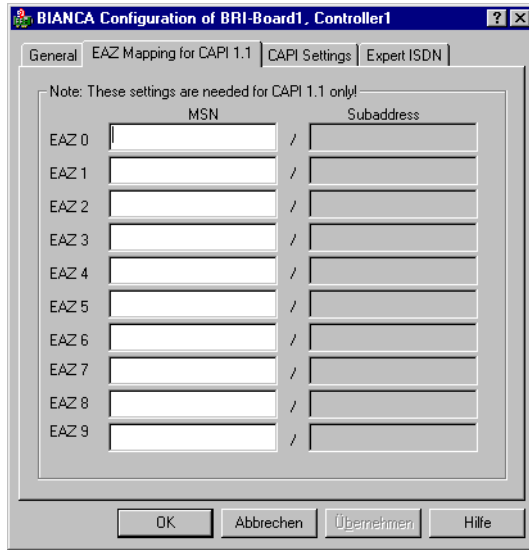 BIANCA Configuration of BRI-Board1, Controller1
General EAZ Mapping for CAPI 1.1 CAPI Settings Expert ISDN
Note: These settings are needed for CAPI 1.1 only!
MSN Subaddress
EAZ 0 /
EAZ 1 /
EAZ 2 /
EAZ 3 /
EAZ 4 /
EAZ 5 /
EAZ 6 /
EAZ 7 /
EAZ 8 /
EAZ 9 /
OK Abbrechen Übernehmen Hilfe